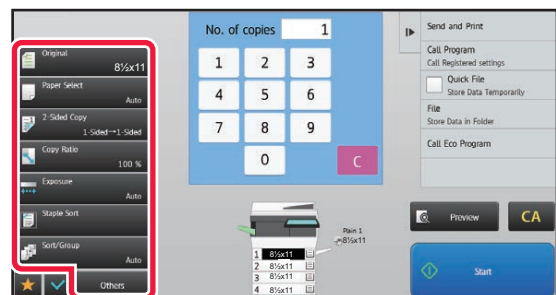 Original
8½x11
Paper Select
Auto
2-Sided Copy
1-Sided→1-Sided
Copy Ratio
100 %
Exposure
Auto
Staple Sort
Sort/Group
Auto
Others
No. of copies 1
1 2 3
4 5 6
7 8 9
0 C
Plain 1
8½x11
1 8½x11
2 8½x11
3 8½x11
4 8½x11
Send and Print
Call Program
Call Registered settings
Quick File
Store Data Temporarily
File
Store Data in Folder
Call Eco Program
Preview CA
Start